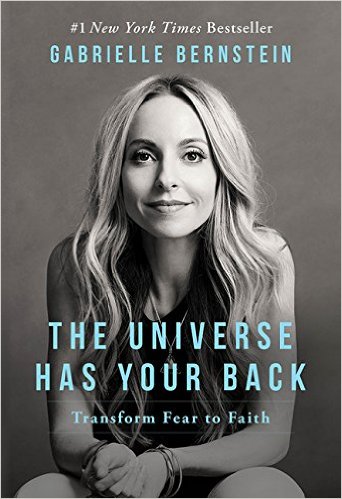 #1 New York Times Bestseller
GABRIELLE BERNSTEIN
THE UNIVERSE
HAS YOUR BACK
Transform Fear to Faith